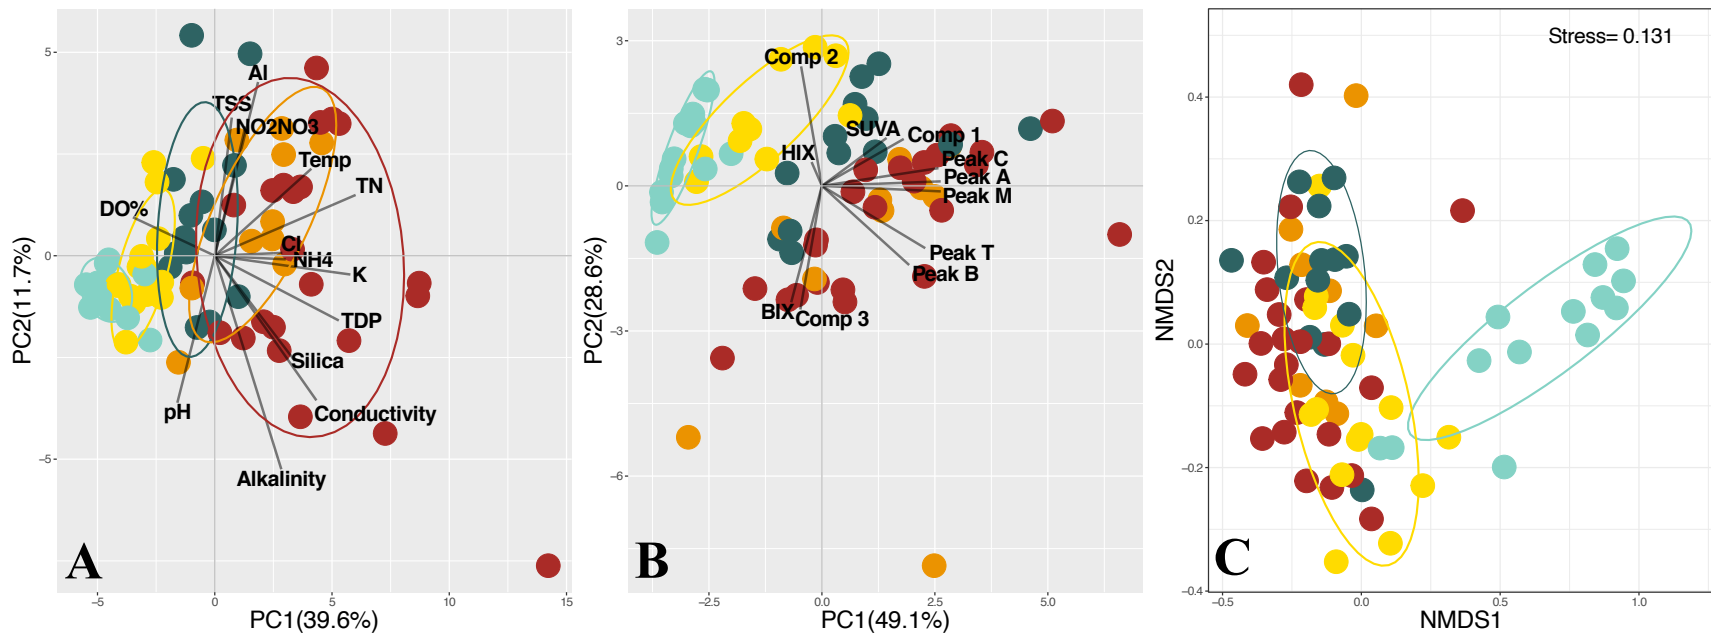 5
0
−5
−5
0
5
10
15
PC2(11.7%)
PC1(39.6%)
Al
TSS
NO2NO3
Temp
TN
DO%
Cl
NH4
K
TDP
Silica
pH
Conductivity
Alkalinity
A
3
0
−3
−6
−2.5
0.0
2.5
5.0
PC2(28.6%)
PC1(49.1%)
Comp 2
SUVA
Comp 1
HIX
Peak C
Peak A
Peak M
Peak T
Peak B
BIX
Comp 3
B
Stress= 0.131
0.4
0.2
0.0
−0.2
−0.4
−0.5
0.0
0.5
1.0
NMDS2
NMDS1
C